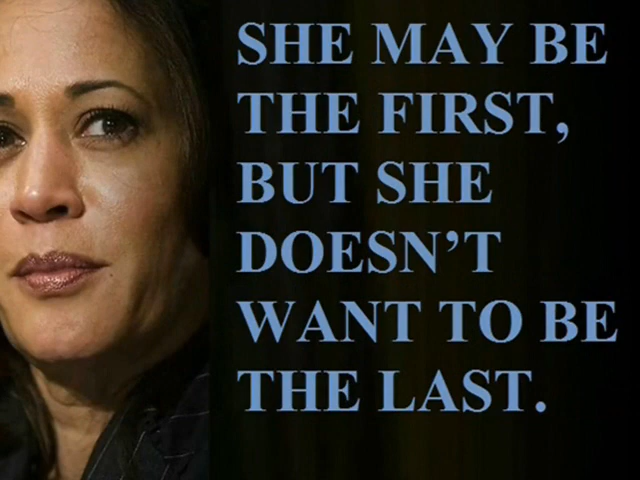 SHE MAY BE
THE FIRST,
BUT SHE
DOESN’T
WANT TO BE
THE LAST.